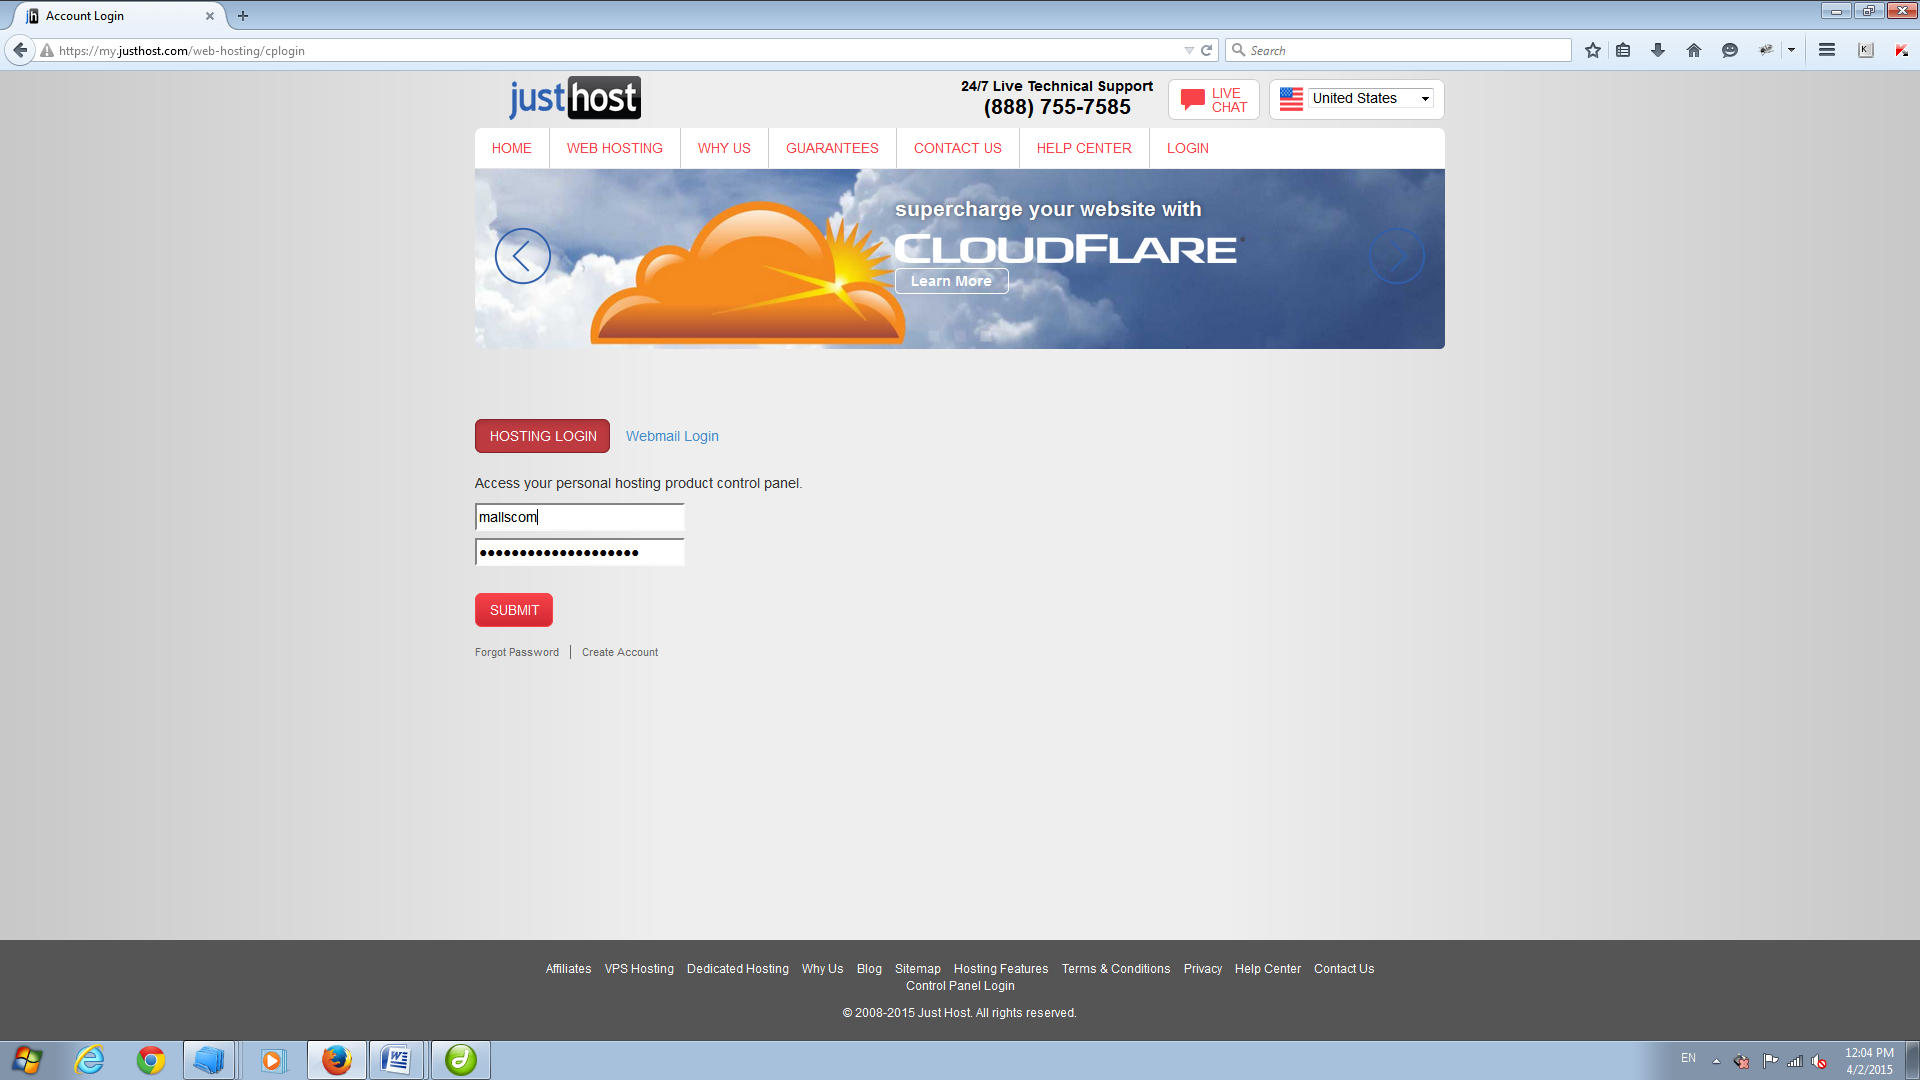 Account Login
https://my.justhost.com/web-hosting/cplogin
Search
justhost
24/7 Live Technical Support
(888) 755-7585
LIVE
CHAT
United States
HOME
WEB HOSTING
WHY US
GUARANTEES
CONTACT US
HELP CENTER
LOGIN
supercharge your website with
CLOUDFLARE
Learn More
HOSTING LOGIN
Webmail Login
Access your personal hosting product control panel.
mallscom
SUBMIT
Forgot Password
Create Account
Affiliates VPS Hosting Dedicated Hosting Why Us Blog Sitemap Hosting Features Terms & Conditions Privacy Help Center Contact Us
Control Panel Login
© 2008-2015 Just Host. All rights reserved.
EN
12:04 PM
4/2/2015